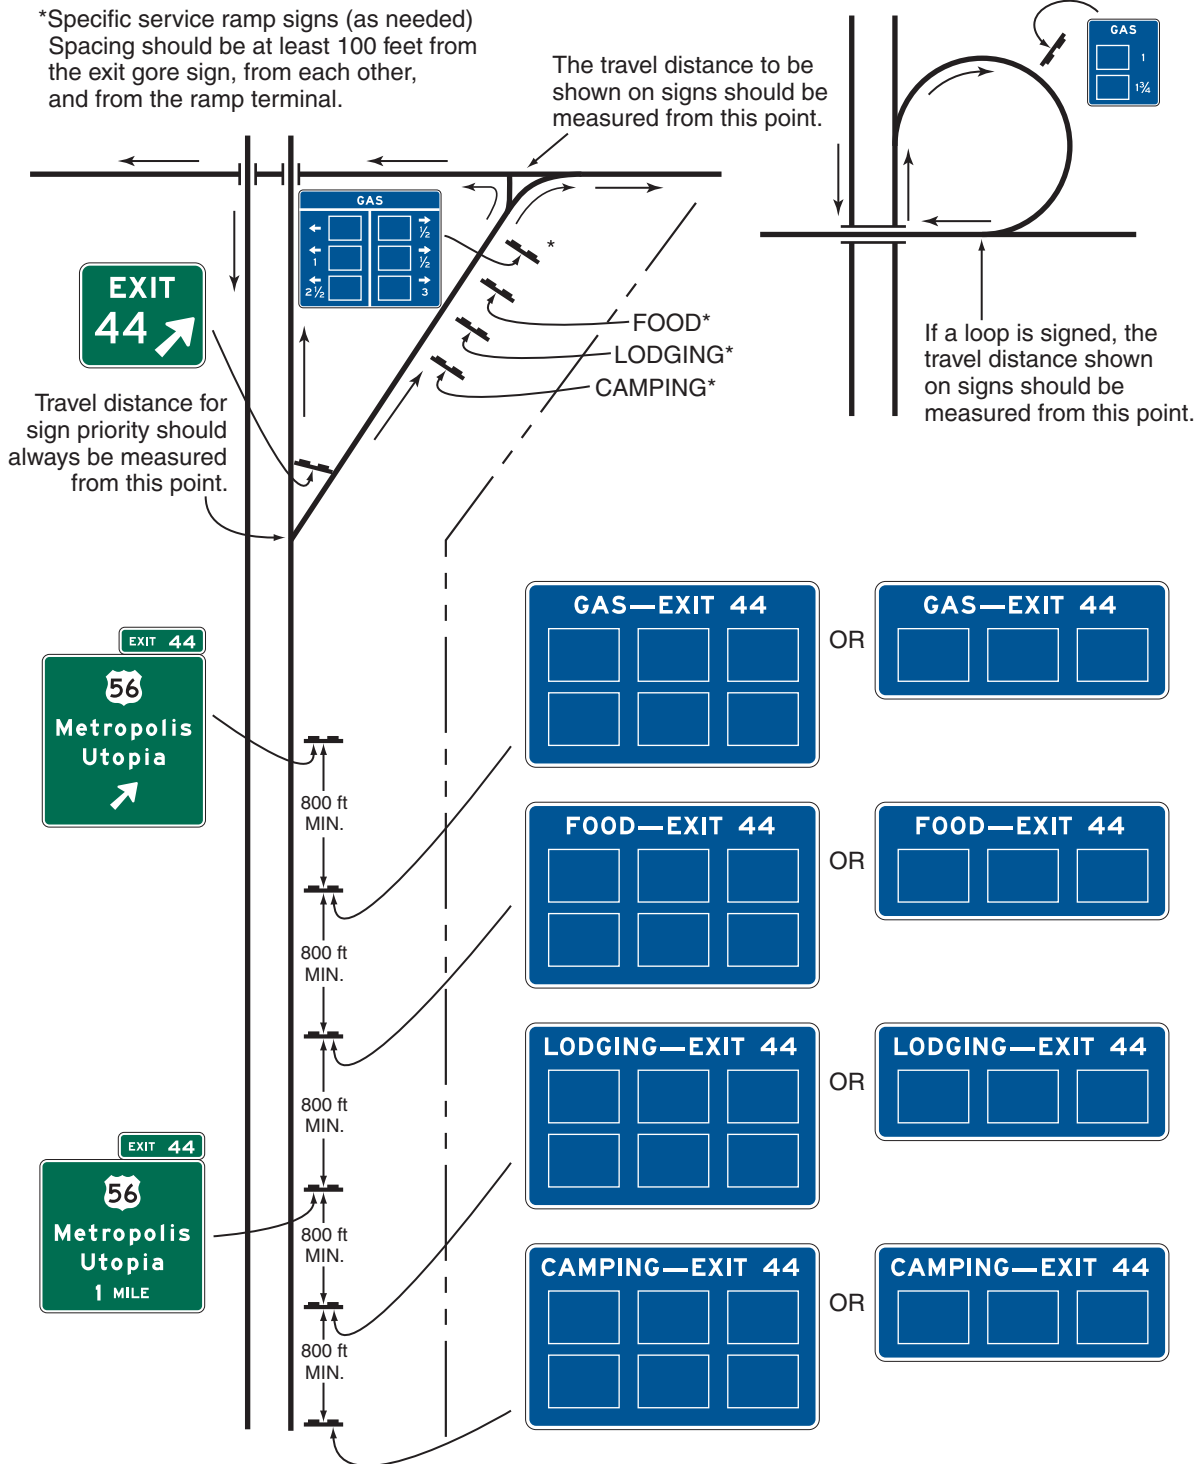 *Specific service ramp signs (as needed)
Spacing should be at least 100 feet from
the exit gore sign, from each other,
and from the ramp terminal.
The travel distance to be
shown on signs should be
measured from this point.
GAS
1
1¾
GAS
½
1
½
2½
3
*
EXIT
44
FOOD*
LODGING*
CAMPING*
If a loop is signed, the
travel distance shown
on signs should be
measured from this point.
Travel distance for
sign priority should
always be measured
from this point.
EXIT 44
56
Metropolis
Utopia
800 ft
MIN.
GAS—EXIT 44
OR
GAS—EXIT 44
FOOD—EXIT 44
OR
FOOD—EXIT 44
800 ft
MIN.
LODGING—EXIT 44
OR
LODGING—EXIT 44
800 ft
MIN.
EXIT 44
56
Metropolis
Utopia
1 MILE
800 ft
MIN.
CAMPING—EXIT 44
OR
CAMPING—EXIT 44
800 ft
MIN.